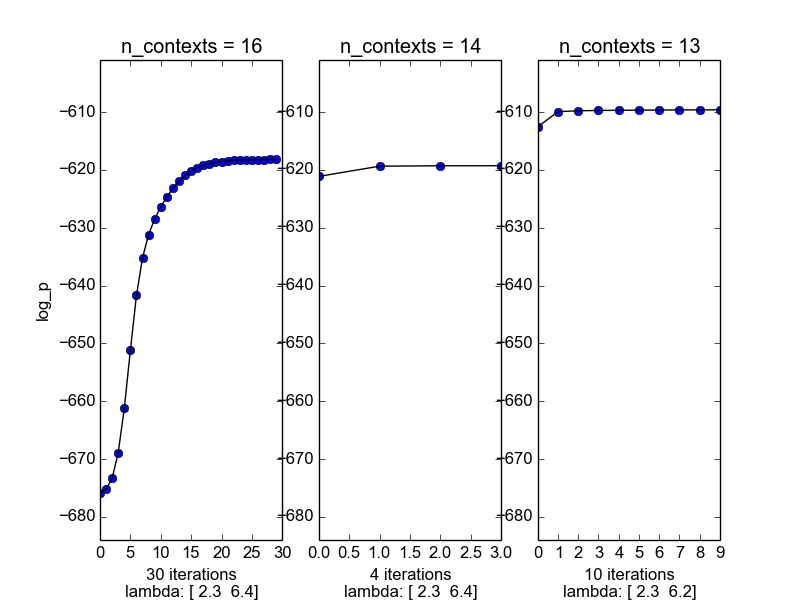 n_contexts = 16
n_contexts = 14
n_contexts = 13
log_p
−610
−620
−630
−640
−650
−660
−670
−680
0 5 10 15 20 25 30
30 iterations
lambda: [ 2.3 6.4]
−610
−620
−630
−640
−650
−660
−670
−680
0.0 0.5 1.0 1.5 2.0 2.5 3.0
4 iterations
lambda: [ 2.3 6.4]
−610
−620
−630
−640
−650
−660
−670
−680
0 1 2 3 4 5 6 7 8 9
10 iterations
lambda: [ 2.3 6.2]